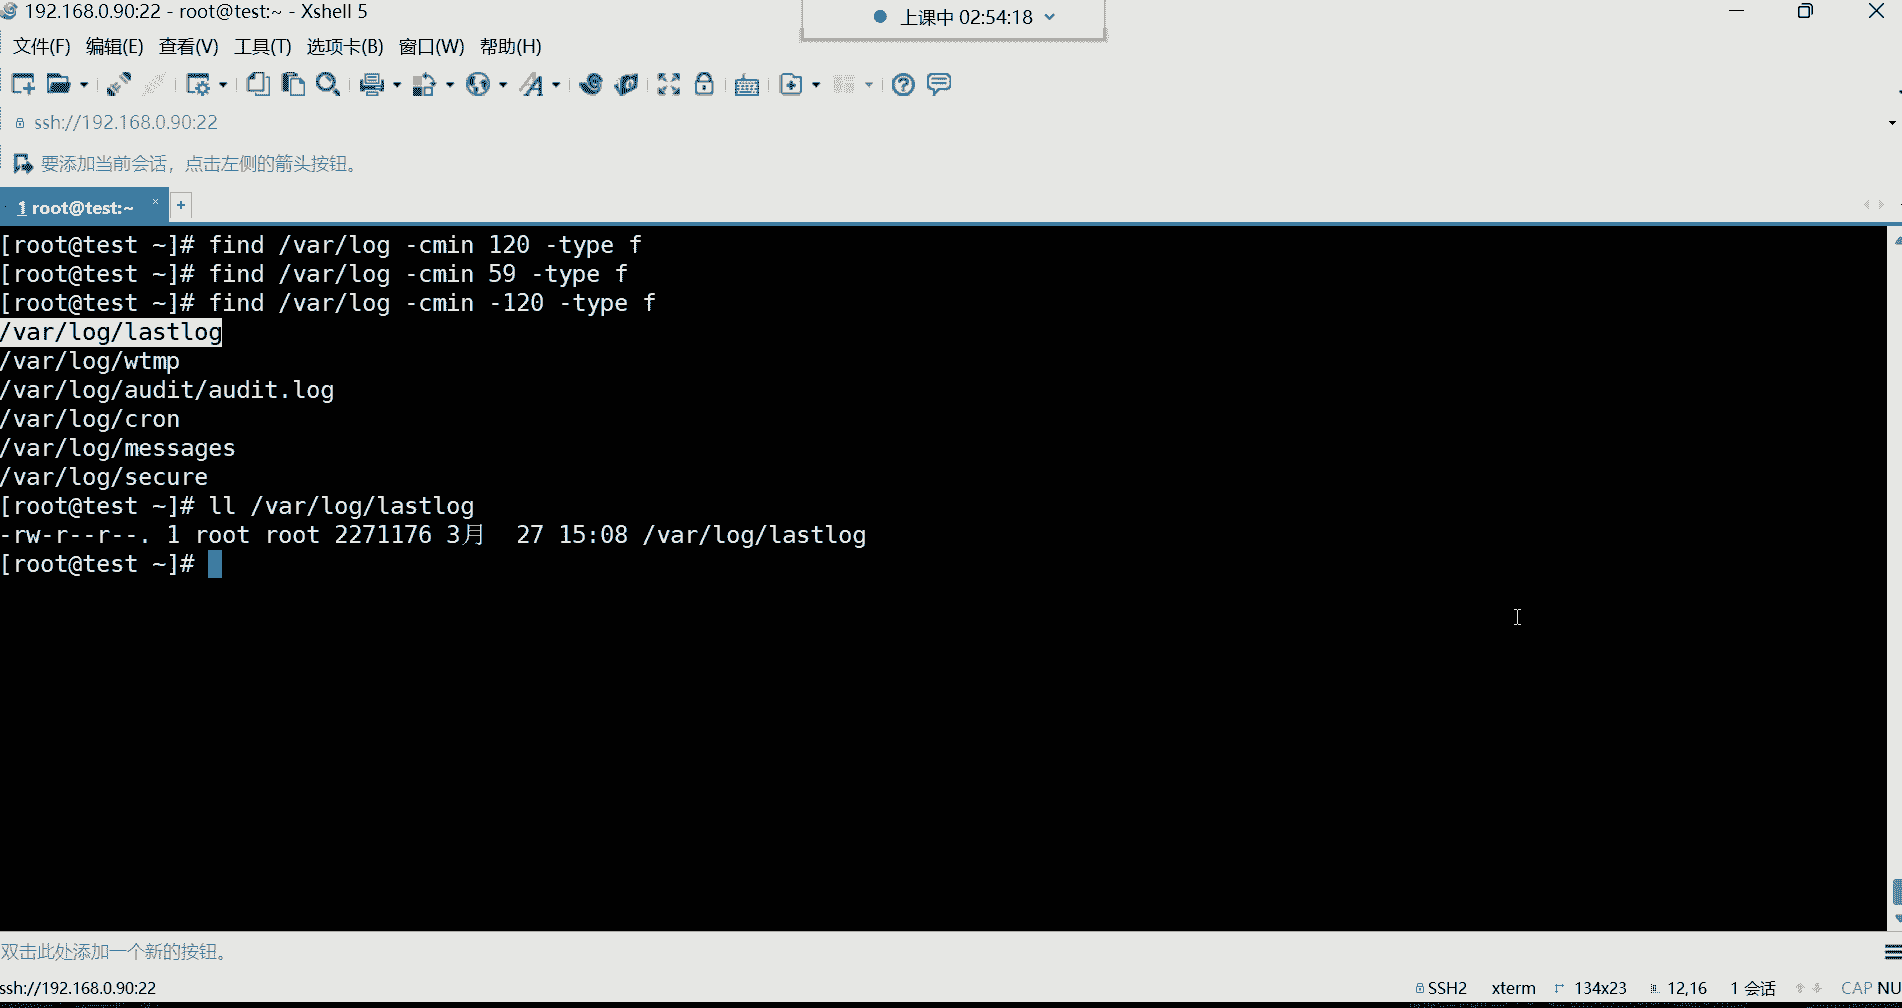 192.168.0.90:22 - root@test:~ - Xshell 5
上课中 02:54:18
文件(F) 编辑(E) 查看(V) 工具(T) 选项卡(B) 窗口(W) 帮助(H)
ssh://192.168.0.90:22
要添加当前会话，点击左侧的箭头按钮。
1 root@test:~ × +
[root@test ~]# find /var/log -cmin 120 -type f
[root@test ~]# find /var/log -cmin 59 -type f
[root@test ~]# find /var/log -cmin -120 -type f
/var/log/lastlog
/var/log/wtmp
/var/log/audit/audit.log
/var/log/cron
/var/log/messages
/var/log/secure
[root@test ~]# ll /var/log/lastlog
-rw-r--r--. 1 root root 2271176 3月  27 15:08 /var/log/lastlog
[root@test ~]#
双击此处添加一个新的按钮。
ssh://192.168.0.90:22 SSH2 xterm 134x23 12,16 1 会话 CAP NU